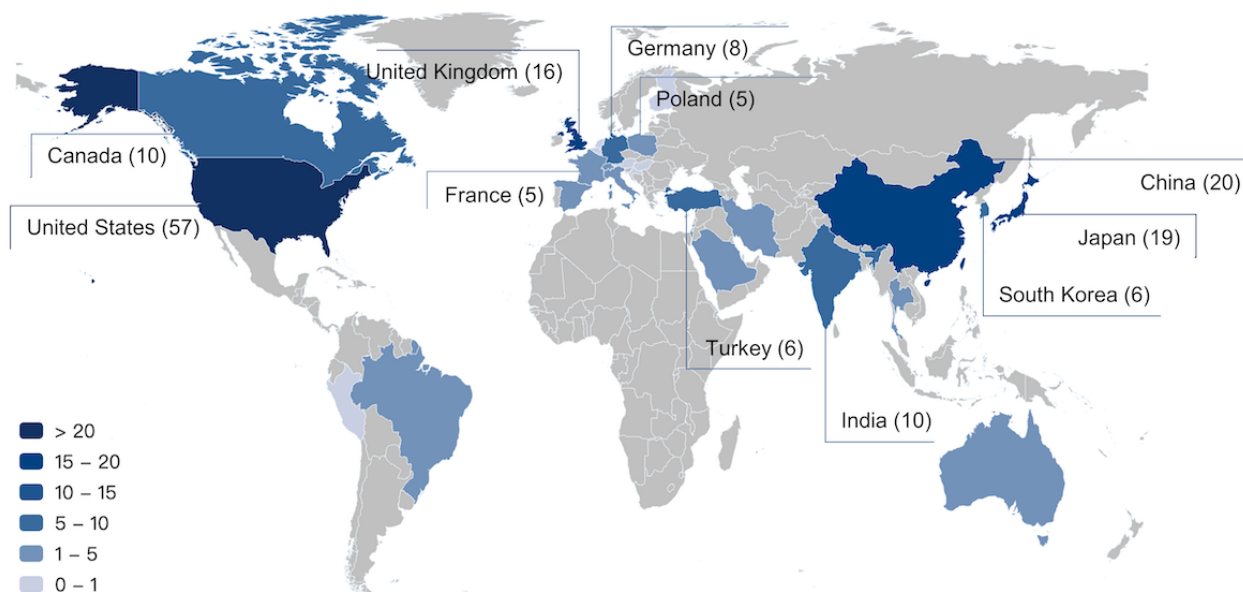 Germany (8)
United Kingdom (16)
Poland (5)
Canada (10)
France (5)
China (20)
United States (57)
Japan (19)
South Korea (6)
Turkey (6)
India (10)
> 20
15 – 20
10 – 15
5 – 10
1 – 5
0 – 1